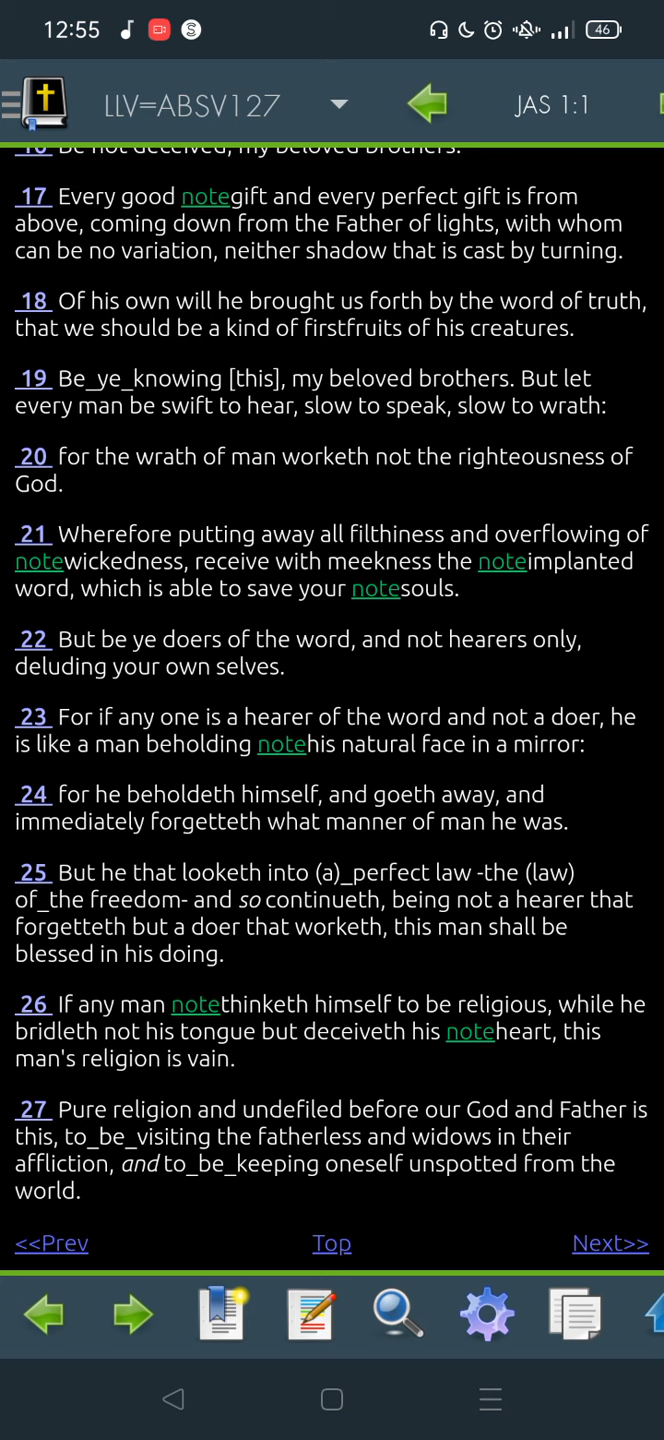 12:55
46
LLV=ABSV127
JAS 1:1
16 Be not deceived, my beloved brothers.
17 Every good notegift and every perfect gift is from
above, coming down from the Father of lights, with whom
can be no variation, neither shadow that is cast by turning.
18 Of his own will he brought us forth by the word of truth,
that we should be a kind of firstfruits of his creatures.
19 Be_ye_knowing [this], my beloved brothers. But let
every man be swift to hear, slow to speak, slow to wrath:
20 for the wrath of man worketh not the righteousness of
God.
21 Wherefore putting away all filthiness and overflowing of
notewickedness, receive with meekness the noteimplanted
word, which is able to save your notesouls.
22 But be ye doers of the word, and not hearers only,
deluding your own selves.
23 For if any one is a hearer of the word and not a doer, he
is like a man beholding notehis natural face in a mirror:
24 for he beholdeth himself, and goeth away, and
immediately forgetteth what manner of man he was.
25 But he that looketh into (a)_perfect law -the (law)
of_the freedom- and so continueth, being not a hearer that
forgetteth but a doer that worketh, this man shall be
blessed in his doing.
26 If any man notethinketh himself to be religious, while he
bridleth not his tongue but deceiveth his noteheart, this
man's religion is vain.
27 Pure religion and undefiled before our God and Father is
this, to_be_visiting the fatherless and widows in their
affliction, and to_be_keeping oneself unspotted from the
world.
<<Prev
Top
Next>>